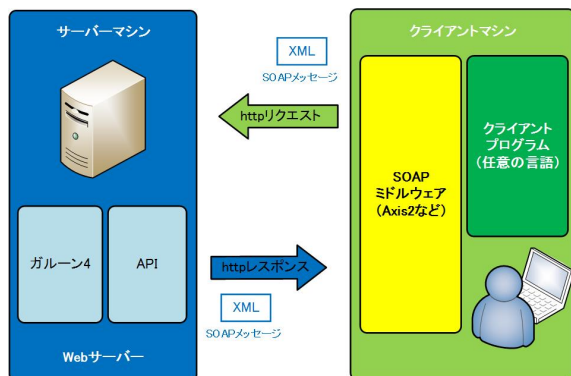 サーバーマシン
ガルーン4
API
Webサーバー
XML
SOAPメッセージ
httpリクエスト
httpレスポンス
XML
SOAPメッセージ
クライアントマシン
SOAP
ミドルウェア
(Axis2など)
クライアント
プログラム
(任意の言語)